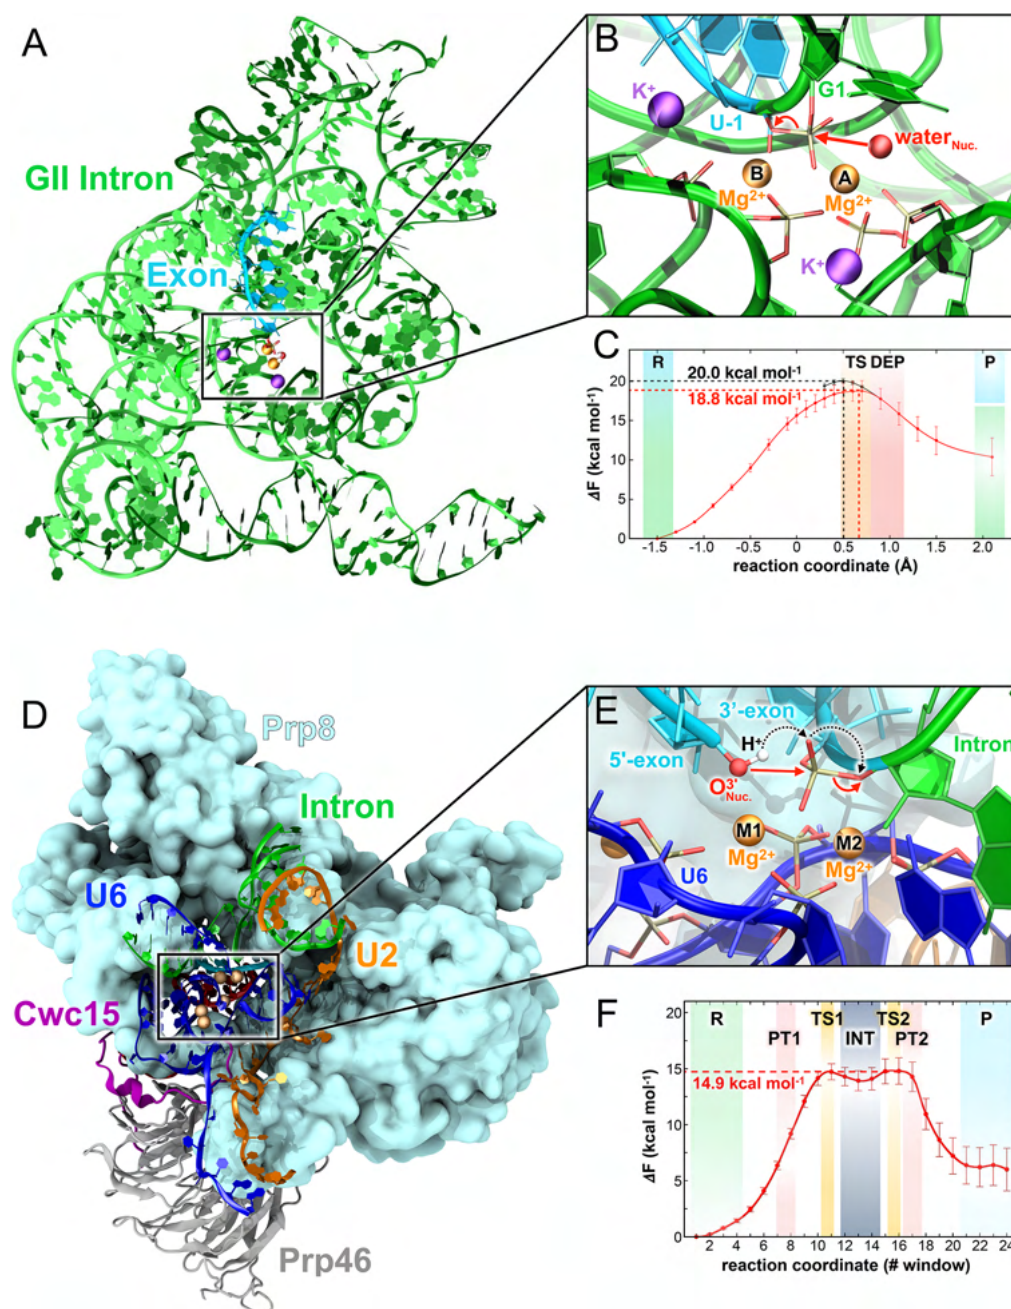 A
GII Intron
Exon
B
K⁺
U-1
G1
water Nuc.
B
A
Mg²⁺
Mg²⁺
K⁺
C
R
TS
DEP
P
20.0 kcal mol⁻¹
18.8 kcal mol⁻¹
20
15
10
5
0
ΔF (kcal mol⁻¹)
-1.5
-1.0
-0.5
0
0.5
1.0
1.5
2.0
reaction coordinate (Å)
D
Prp8
Intron
U6
U2
Cwc15
Prp46
E
3'-exon
H⁺
5'-exon
Intron
O3' Nuc.
M1
M2
Mg²⁺
Mg²⁺
U6
F
R
PT1
TS1
INT
TS2
PT2
P
14.9 kcal mol⁻¹
20
15
10
5
0
ΔF (kcal mol⁻¹)
2
4
6
8
10
12
14
16
18
20
22
24
reaction coordinate (# window)